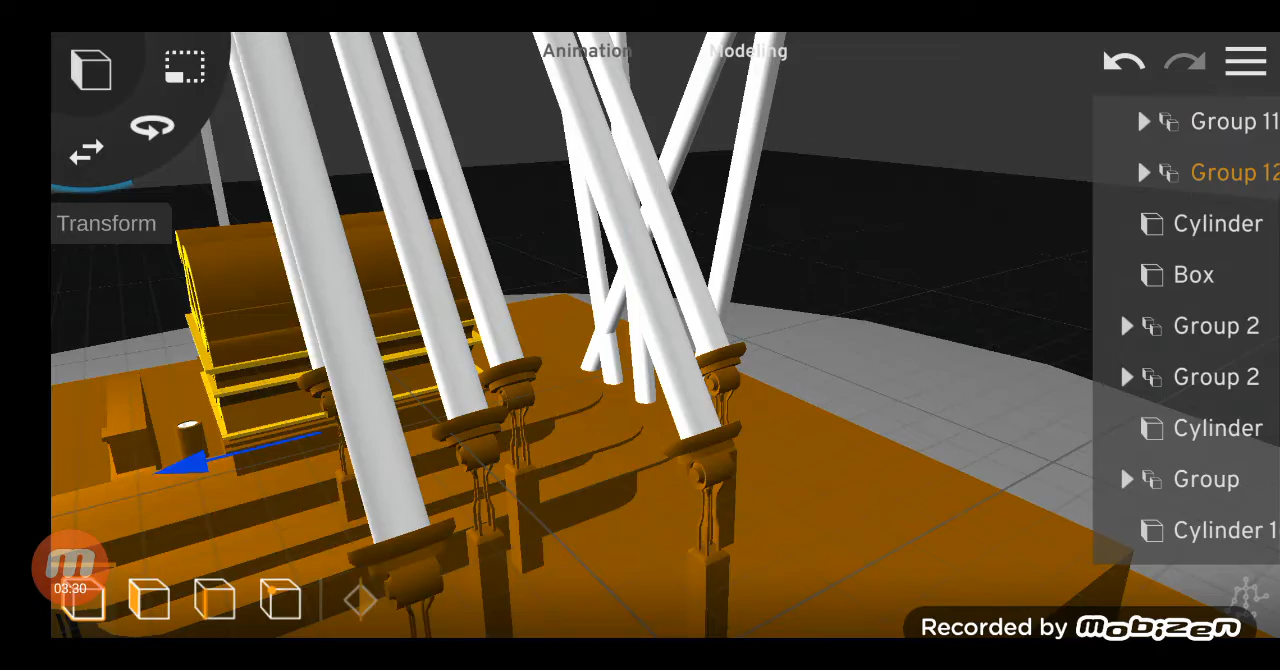 Animation
Modeling
Transform
Group 11
Group 12
Cylinder
Box
Group 2
Group 2
Cylinder
Group
Cylinder 1
03:30
Recorded by mobizen